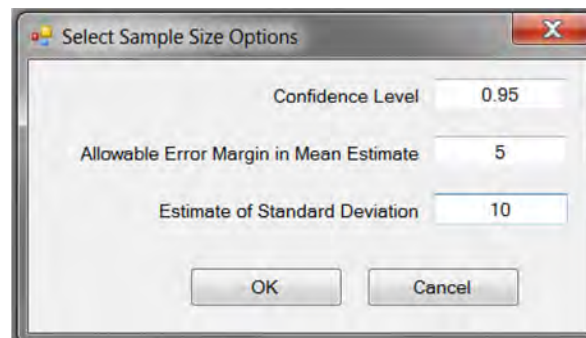 Select Sample Size Options
Confidence Level 0.95
Allowable Error Margin in Mean Estimate 5
Estimate of Standard Deviation 10
OK Cancel